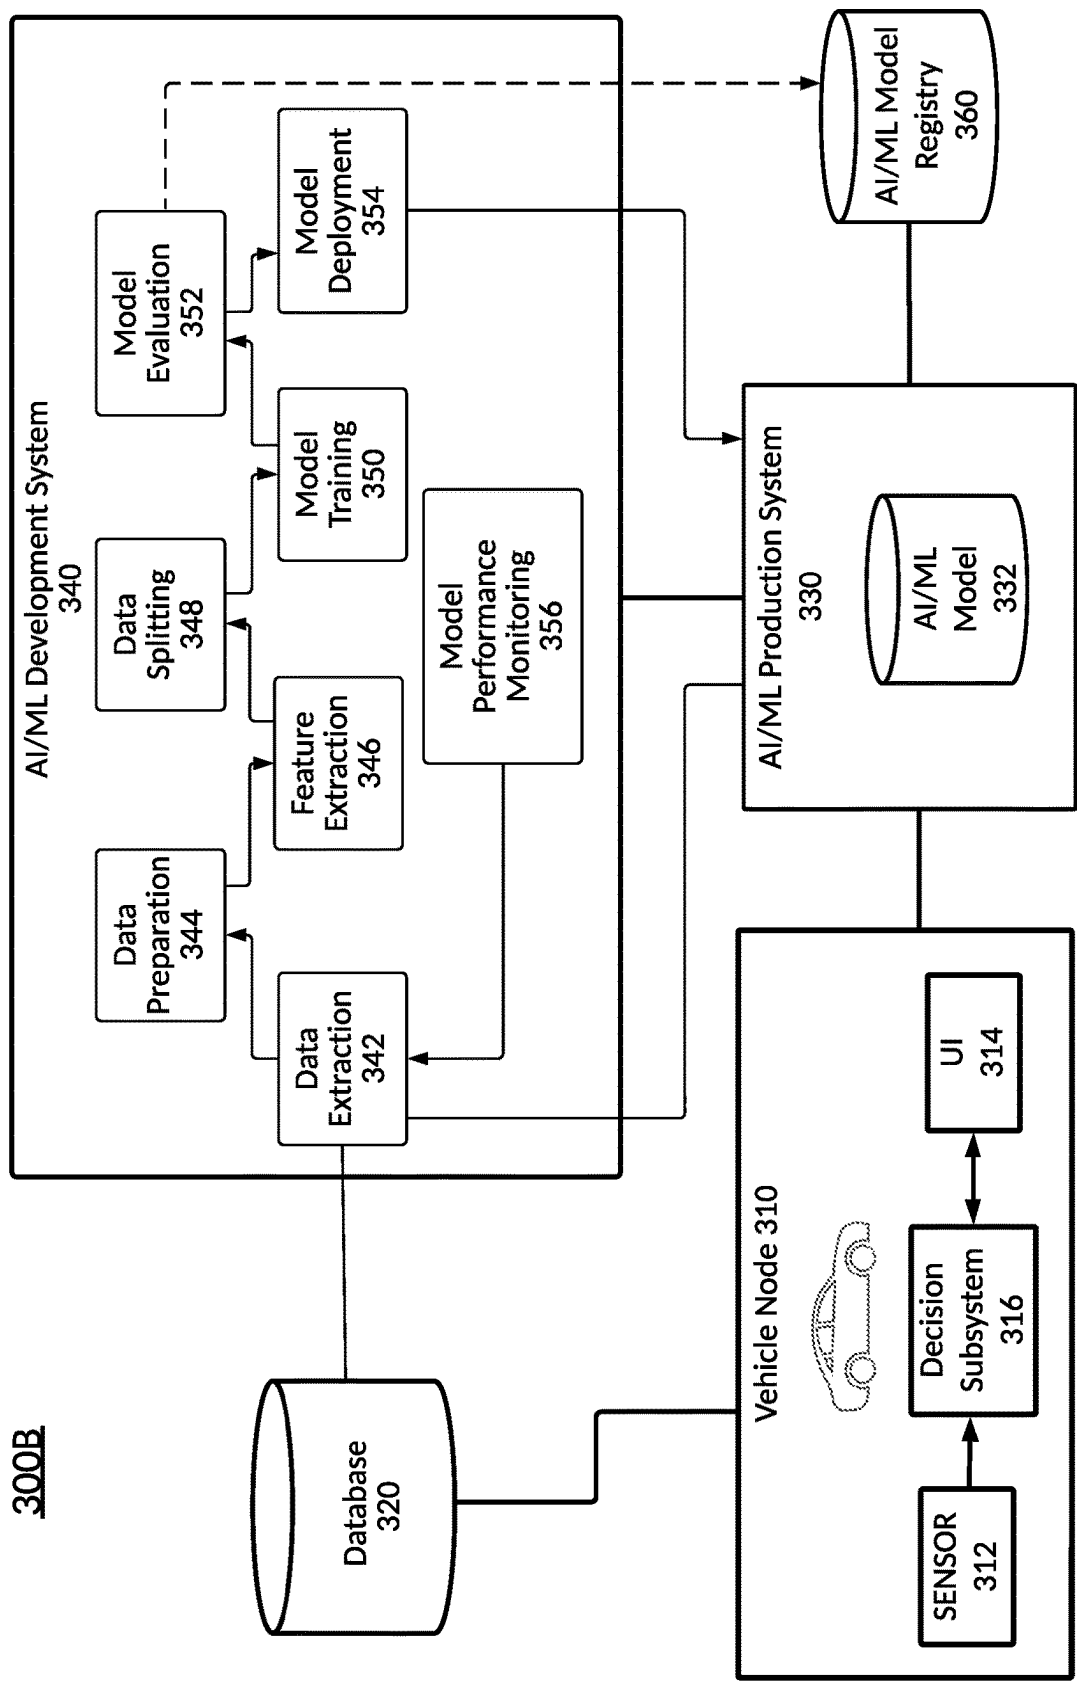 300B
AI/ML Development System
340
Data
Preparation
344
Data
Splitting
348
Model
Evaluation
352
Data
Extraction
342
Feature
Extraction
346
Model
Training
350
Model
Deployment
354
Model
Performance
Monitoring
356
Database
320
Vehicle Node 310
SENSOR
312
Decision
Subsystem
316
UI
314
AI/ML Production System
330
AI/ML
Model
332
AI/ML Model
Registry
360